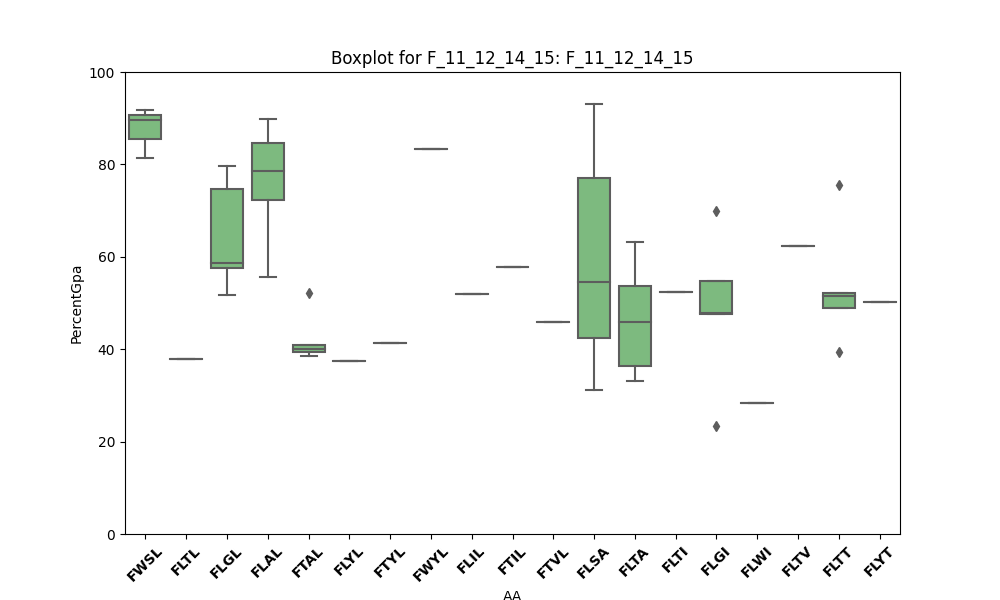 Boxplot for F_11_12_14_15: F_11_12_14_15
100
80
60
40
20
0
PercentGpa
FWSL FLTL FLGL FLAL FTAL FLYL FTYL FWYL FLIL FTIL FTVL FLSA FLTA FLTI FLGI FLWI FLTV FLTT FLYT
AA